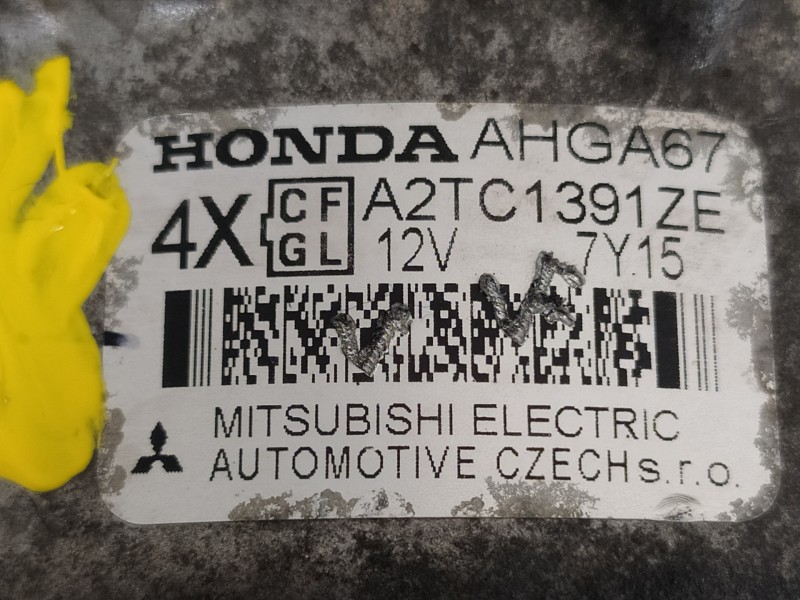 HONDA AHGA67
4X CF GL A2TC1391ZE
12V 7Y.15
MITSUBISHI ELECTRIC
AUTOMOTIVE CZECH s.r.o.